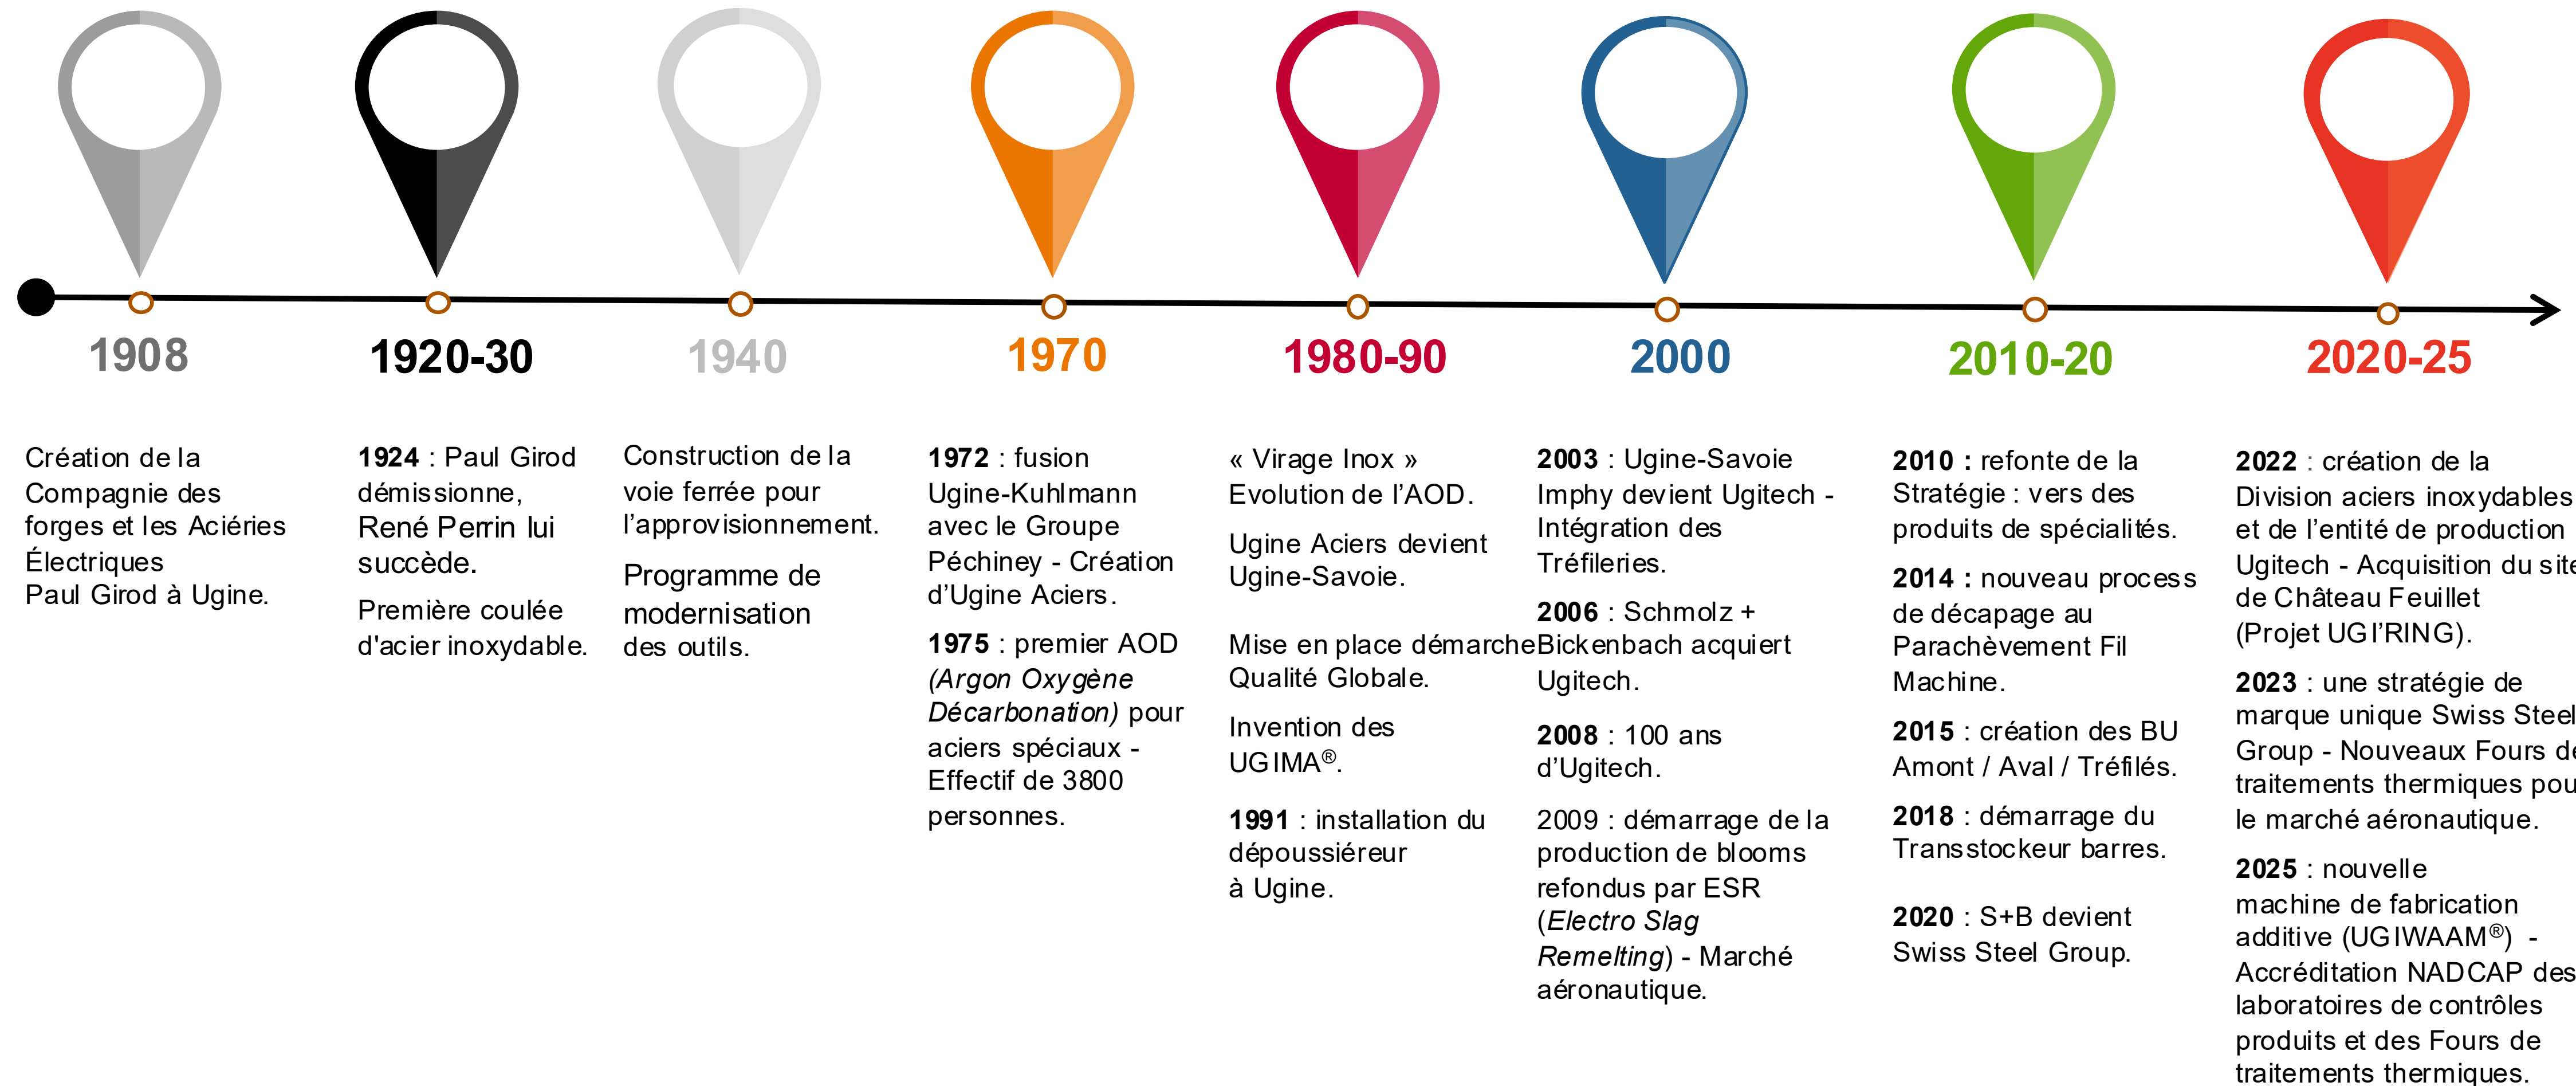 1908
1920-30
1940
1970
1980-90
2000
2010-20
2020-25
Création de la
Compagnie des
forges et les Aciéries
Électriques
Paul Girod à Ugine.
1924 : Paul Girod
démissionne,
René Perrin lui
succède.
Première coulée
d'acier inoxydable.
Construction de la
voie ferrée pour
l’approvisionnement.
Programme de
modernisation
des outils.
1972 : fusion
Ugine-Kuhlmann
avec le Groupe
Péchiney - Création
d’Ugine Aciers.
1975 : premier AOD
(Argon Oxygène
Décarbonation) pour
aciers spéciaux -
Effectif de 3800
personnes.
« Virage Inox »
Evolution de l’AOD.
Ugine Aciers devient
Ugine-Savoie.
Mise en place démarche
Qualité Globale.
Invention des
UGIMA®.
1991 : installation du
dépoussiéreur
à Ugine.
2003 : Ugine-Savoie
Imphy devient Ugitech -
Intégration des
Tréfileries.
2006 : Schmolz +
Bickenbach acquiert
Ugitech.
2008 : 100 ans
d’Ugitech.
2009 : démarrage de la
production de blooms
refondus par ESR
(Electro Slag
Remelting) - Marché
aéronautique.
2010 : refonte de la
Stratégie : vers des
produits de spécialités.
2014 : nouveau process
de décapage au
Parachèvement Fil
Machine.
2015 : création des BU
Amont / Aval / Tréfilés.
2018 : démarrage du
Transstockeur barres.
2020 : S+B devient
Swiss Steel Group.
2022 : création de la
Division aciers inoxydables
et de l’entité de production
Ugitech - Acquisition du site
de Château Feuillet
(Projet UGI’RING).
2023 : une stratégie de
marque unique Swiss Steel
Group - Nouveaux Fours de
traitements thermiques pou
le marché aéronautique.
2025 : nouvelle
machine de fabrication
additive (UGIWAAM®) -
Accréditation NADCAP des
laboratoires de contrôles
produits et des Fours de
traitements thermiques.